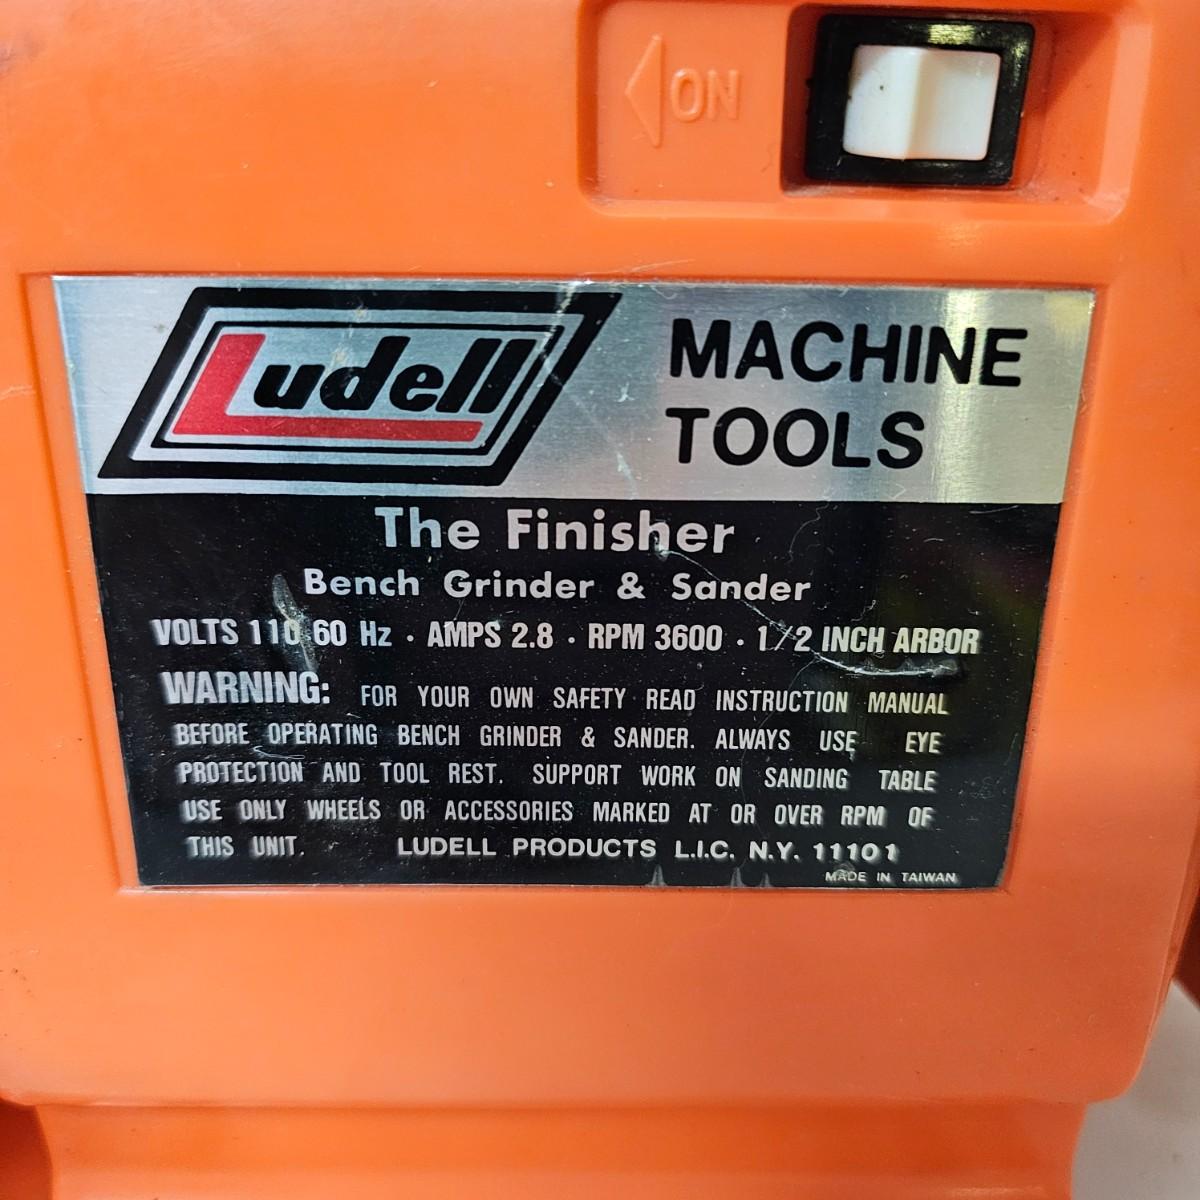 ON
Ludell
MACHINE
TOOLS
The Finisher
Bench Grinder & Sander
VOLTS 110 60 Hz · AMPS 2.8 · RPM 3600 · 1/2 INCH ARBOR
WARNING: FOR YOUR OWN SAFETY READ INSTRUCTION MANUAL
BEFORE OPERATING BENCH GRINDER & SANDER. ALWAYS USE EYE
PROTECTION AND TOOL REST. SUPPORT WORK ON SANDING TABLE
USE ONLY WHEELS OR ACCESSORIES MARKED AT OR OVER RPM OF
THIS UNIT. LUDELL PRODUCTS L.I.C. N.Y. 11101
MADE IN TAIWAN